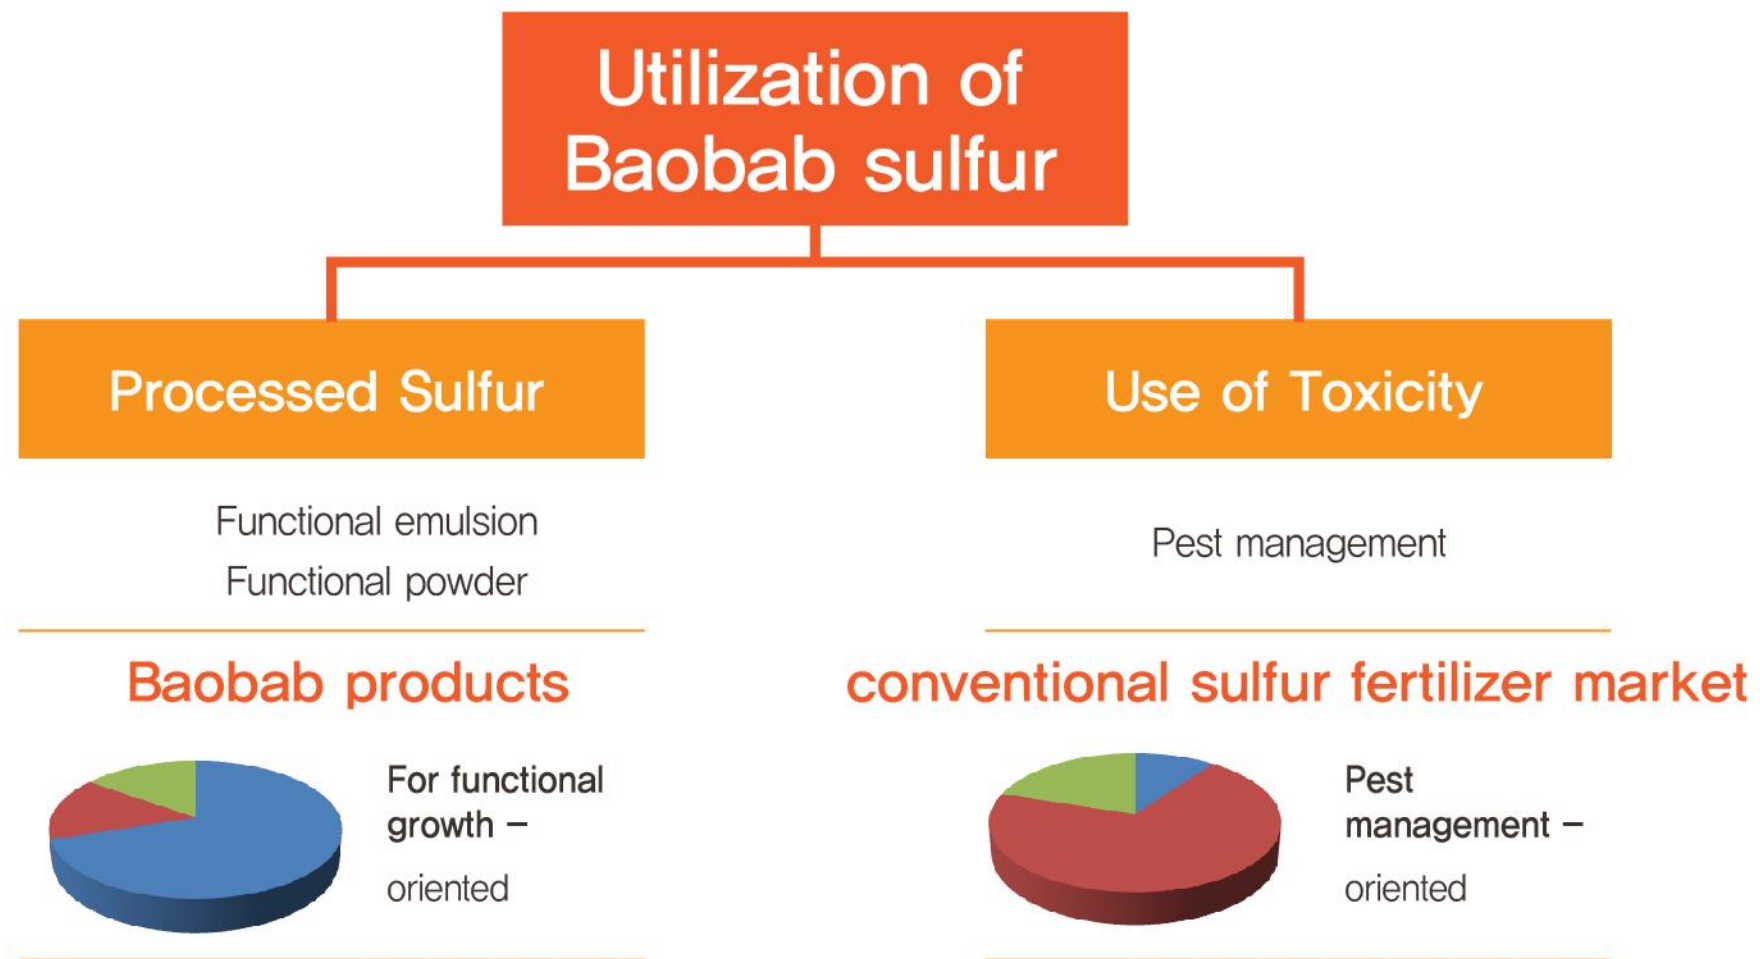 Utilization of
Baobab sulfur
Processed Sulfur
Functional emulsion
Functional powder
Baobab products
For functional
growth –
oriented
Use of Toxicity
Pest management
conventional sulfur fertilizer market
Pest
management –
oriented